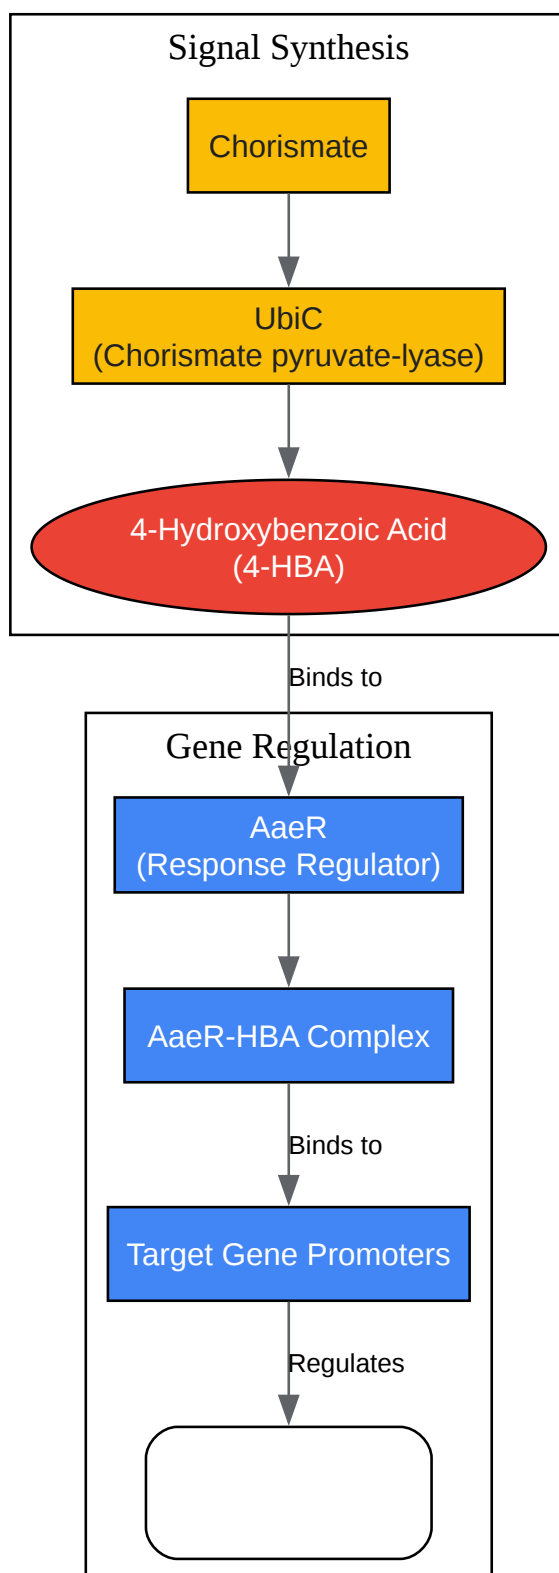 Signal Synthesis
Chorismate
UbiC
(Chorismate pyruvate-lyase)
4-Hydroxybenzoic Acid
(4-HBA)
Binds to
Gene Regulation
AaeR
(Response Regulator)
AaeR-HBA Complex
Binds to
Target Gene Promoters
Regulates